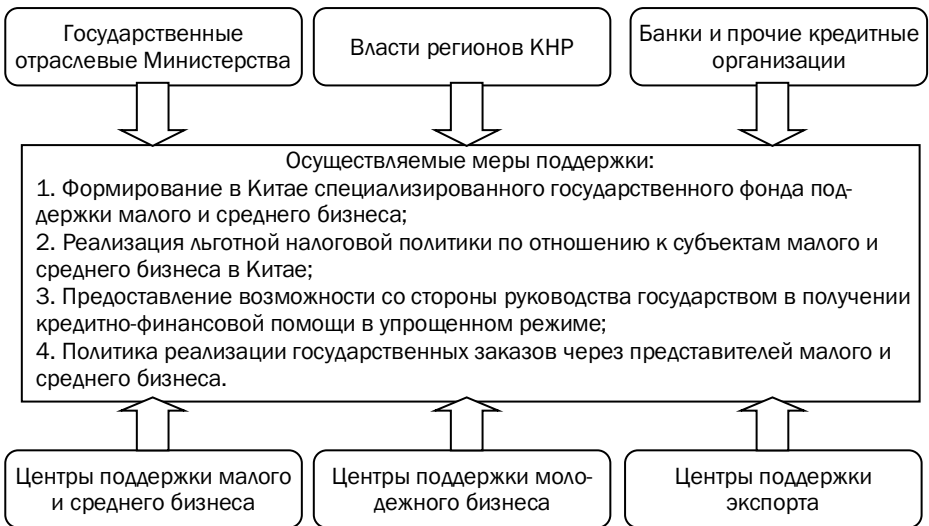 Государственные
отраслевые Министерства
Власти регионов КНР
Банки и прочие кредитные
организации
Осуществляемые меры поддержки:
1. Формирование в Китае специализированного государственного фонда под-
держки малого и среднего бизнеса;
2. Реализация льготной налоговой политики по отношению к субъектам малого и
среднего бизнеса в Китае;
3. Предоставление возможности со стороны руководства государством в получении
кредитно-финансовой помощи в упрощенном режиме;
4. Политика реализации государственных заказов через представителей малого и
среднего бизнеса.
Центры поддержки малого
и среднего бизнеса
Центры поддержки моло-
дежного бизнеса
Центры поддержки
экспорта